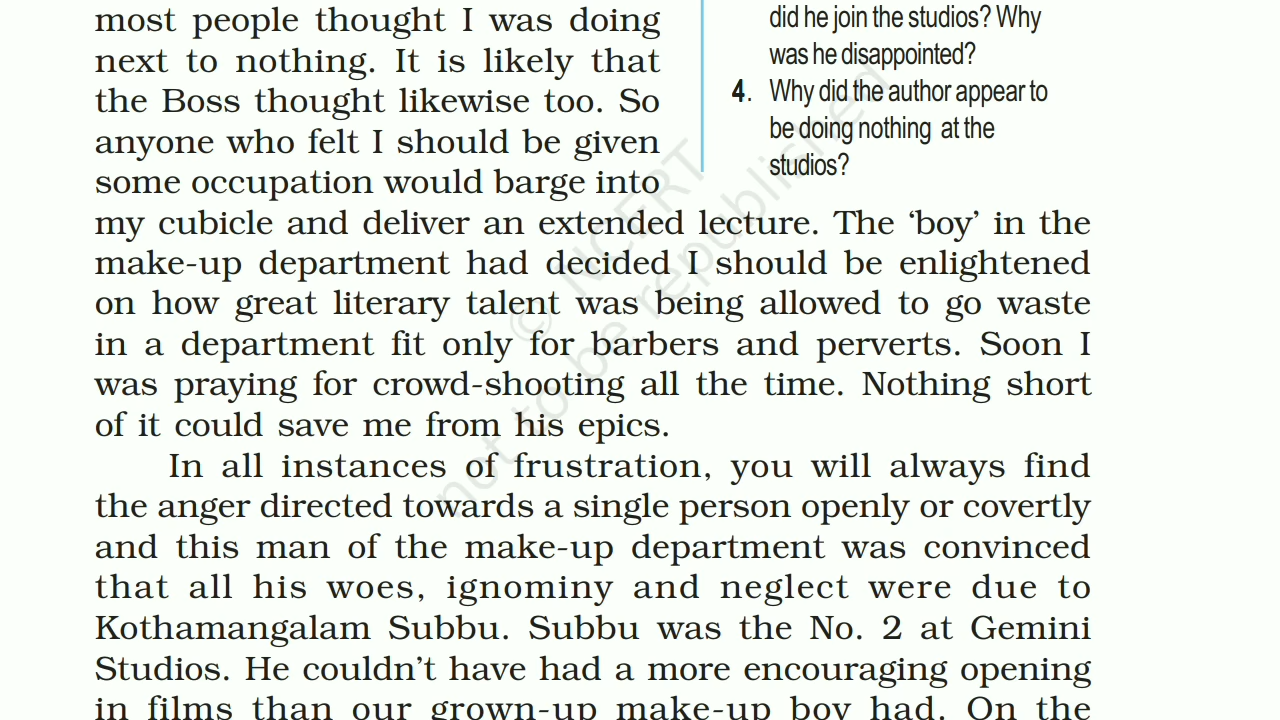 most people thought I was doing
next to nothing. It is likely that
the Boss thought likewise too. So
anyone who felt I should be given
some occupation would barge into
my cubicle and deliver an extended lecture. The ‘boy’ in the
make-up department had decided I should be enlightened
on how great literary talent was being allowed to go waste
in a department fit only for barbers and perverts. Soon I
was praying for crowd-shooting all the time. Nothing short
of it could save me from his epics.
In all instances of frustration, you will always find
the anger directed towards a single person openly or covertly
and this man of the make-up department was convinced
that all his woes, ignominy and neglect were due to
Kothamangalam Subbu. Subbu was the No. 2 at Gemini
Studios. He couldn’t have had a more encouraging opening
in films than our grown-up make-up boy had. On the
did he join the studios? Why
was he disappointed?
4. Why did the author appear to
be doing nothing at the
studios?
© NCERT
not to be republished